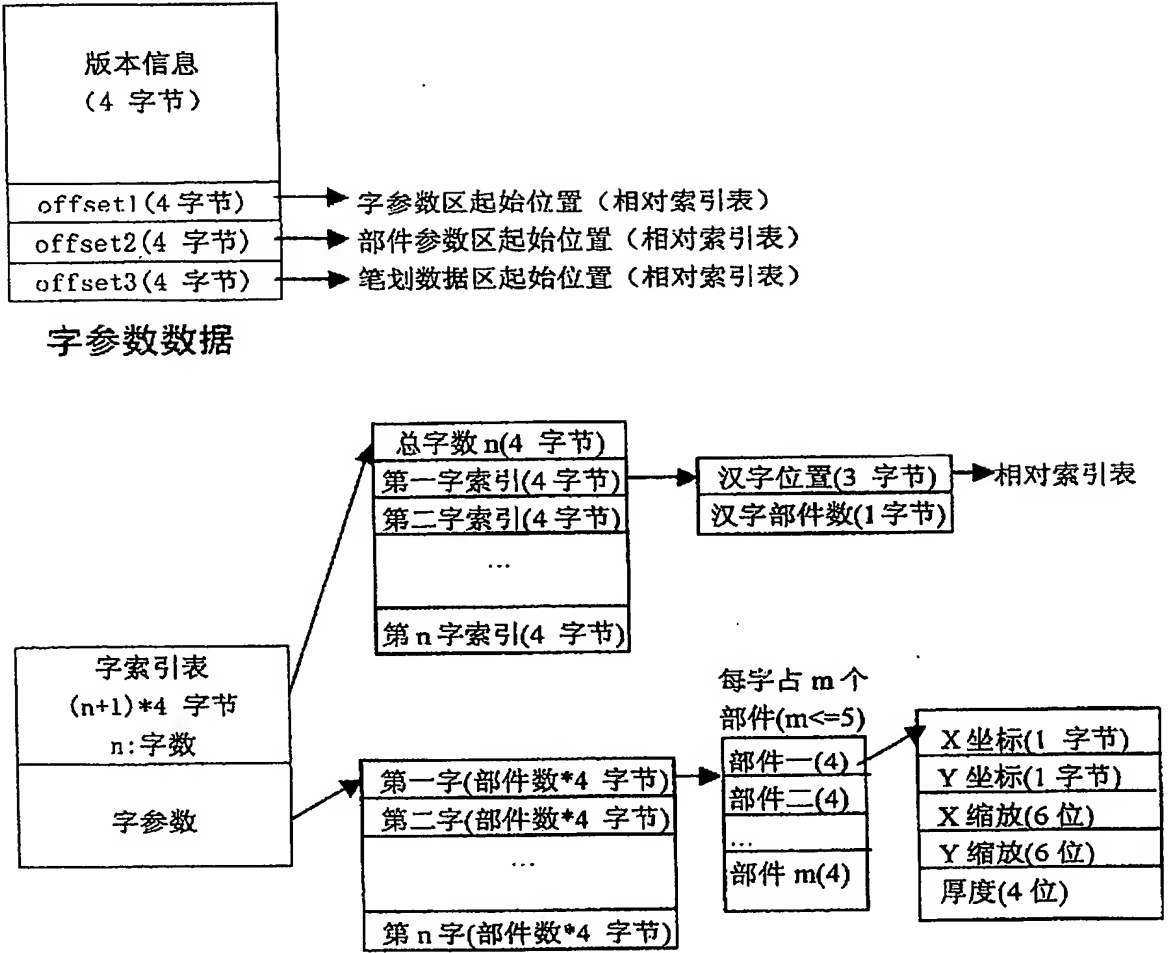 版本信息
(4 字节)
offset1(4字节)
字参数区起始位置（相对索引表）
offset2(4 字节)
部件参数区起始位置（相对索引表）
offset3(4 字节)
笔划数据区起始位置（相对索引表）
字参数数据
总字数 n(4 字节)
第一字索引(4字节)
第二字索引(4字节)
...
第 n 字索引(4 字节)
汉字位置(3 字节)
相对索引表
汉字部件数(1字节)
字索引表
(n+1)*4 字节
n:字数
字参数
第一字(部件数*4 字节)
第二字(部件数*4 字节)
...
第 n 字(部件数*4 字节)
每字占 m 个
部件(m<=5)
部件一(4)
部件二(4)
...
部件 m(4)
X 坐标(1 字节)
Y 坐标(1 字节)
X 缩放(6 位)
Y 缩放(6 位)
厚度(4 位)